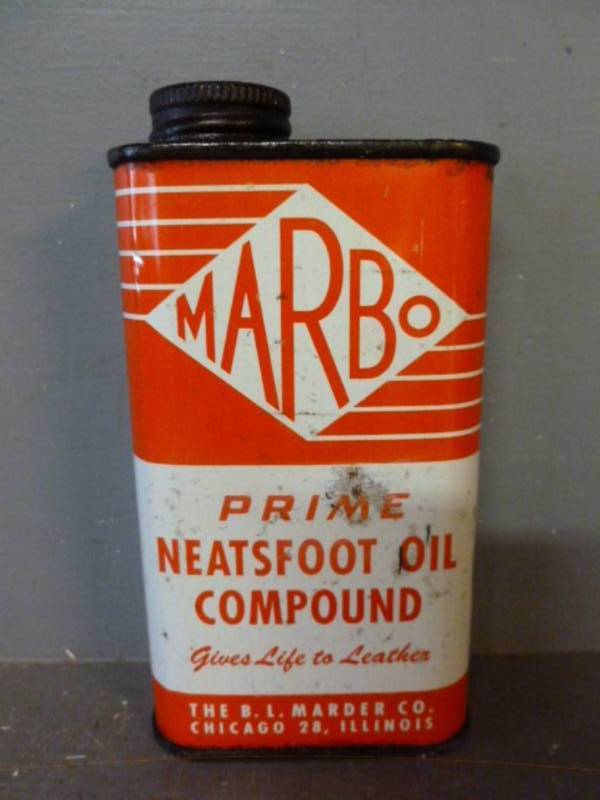 MARBO
PRIME
NEATSFOOT OIL
COMPOUND
Gives Life to Leather
THE B. L. MARDER CO.
CHICAGO 28, ILLINOIS